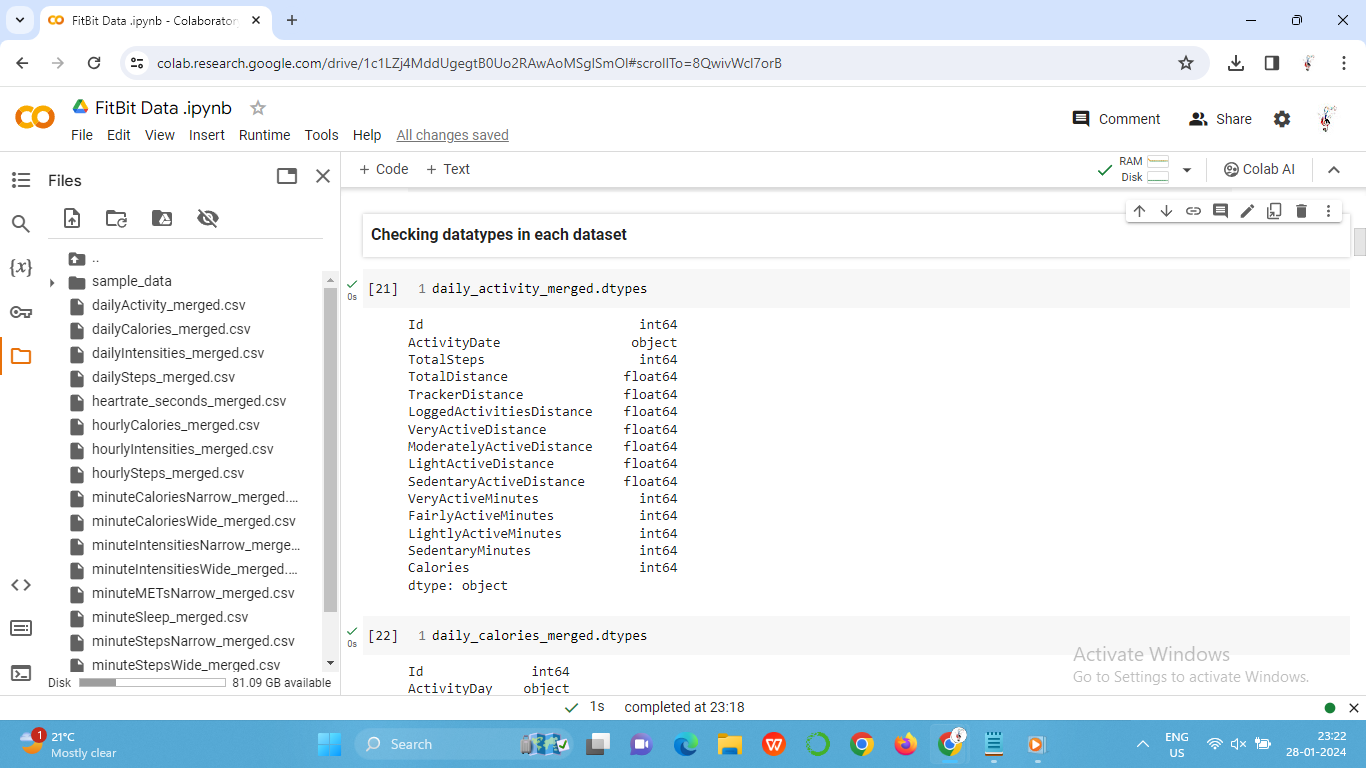 FitBit Data .ipynb - Colaborator
colab.research.google.com/drive/1c1LZj4MddUgegtB0Uo2RAwAoMSglSmOl#scrollTo=8QwivWcl7orB
FitBit Data .ipynb
File Edit View Insert Runtime Tools Help All changes saved
Comment Share
Files
+ Code + Text
RAM
Disk
Colab AI
..
sample_data
dailyActivity_merged.csv
dailyCalories_merged.csv
dailyIntensities_merged.csv
dailySteps_merged.csv
heartrate_seconds_merged.csv
hourlyCalories_merged.csv
hourlyIntensities_merged.csv
hourlySteps_merged.csv
minuteCaloriesNarrow_merged....
minuteCaloriesWide_merged.csv
minuteIntensitiesNarrow_merge...
minuteIntensitiesWide_merged....
minuteMETsNarrow_merged.csv
minuteSleep_merged.csv
minuteStepsNarrow_merged.csv
minuteStepsWide_merged.csv
Disk 81.09 GB available
Checking datatypes in each dataset
0s [21] 1 daily_activity_merged.dtypes
Id int64
ActivityDate object
TotalSteps int64
TotalDistance float64
TrackerDistance float64
LoggedActivitiesDistance float64
VeryActiveDistance float64
ModeratelyActiveDistance float64
LightActiveDistance float64
SedentaryActiveDistance float64
VeryActiveMinutes int64
FairlyActiveMinutes int64
LightlyActiveMinutes int64
SedentaryMinutes int64
Calories int64
dtype: object
0s [22] 1 daily_calories_merged.dtypes
Id int64
ActivityDay object
Activate Windows
Go to Settings to activate Windows.
1s completed at 23:18
1
21°C
Mostly clear
Search
ENG
US
23:22
28-01-2024